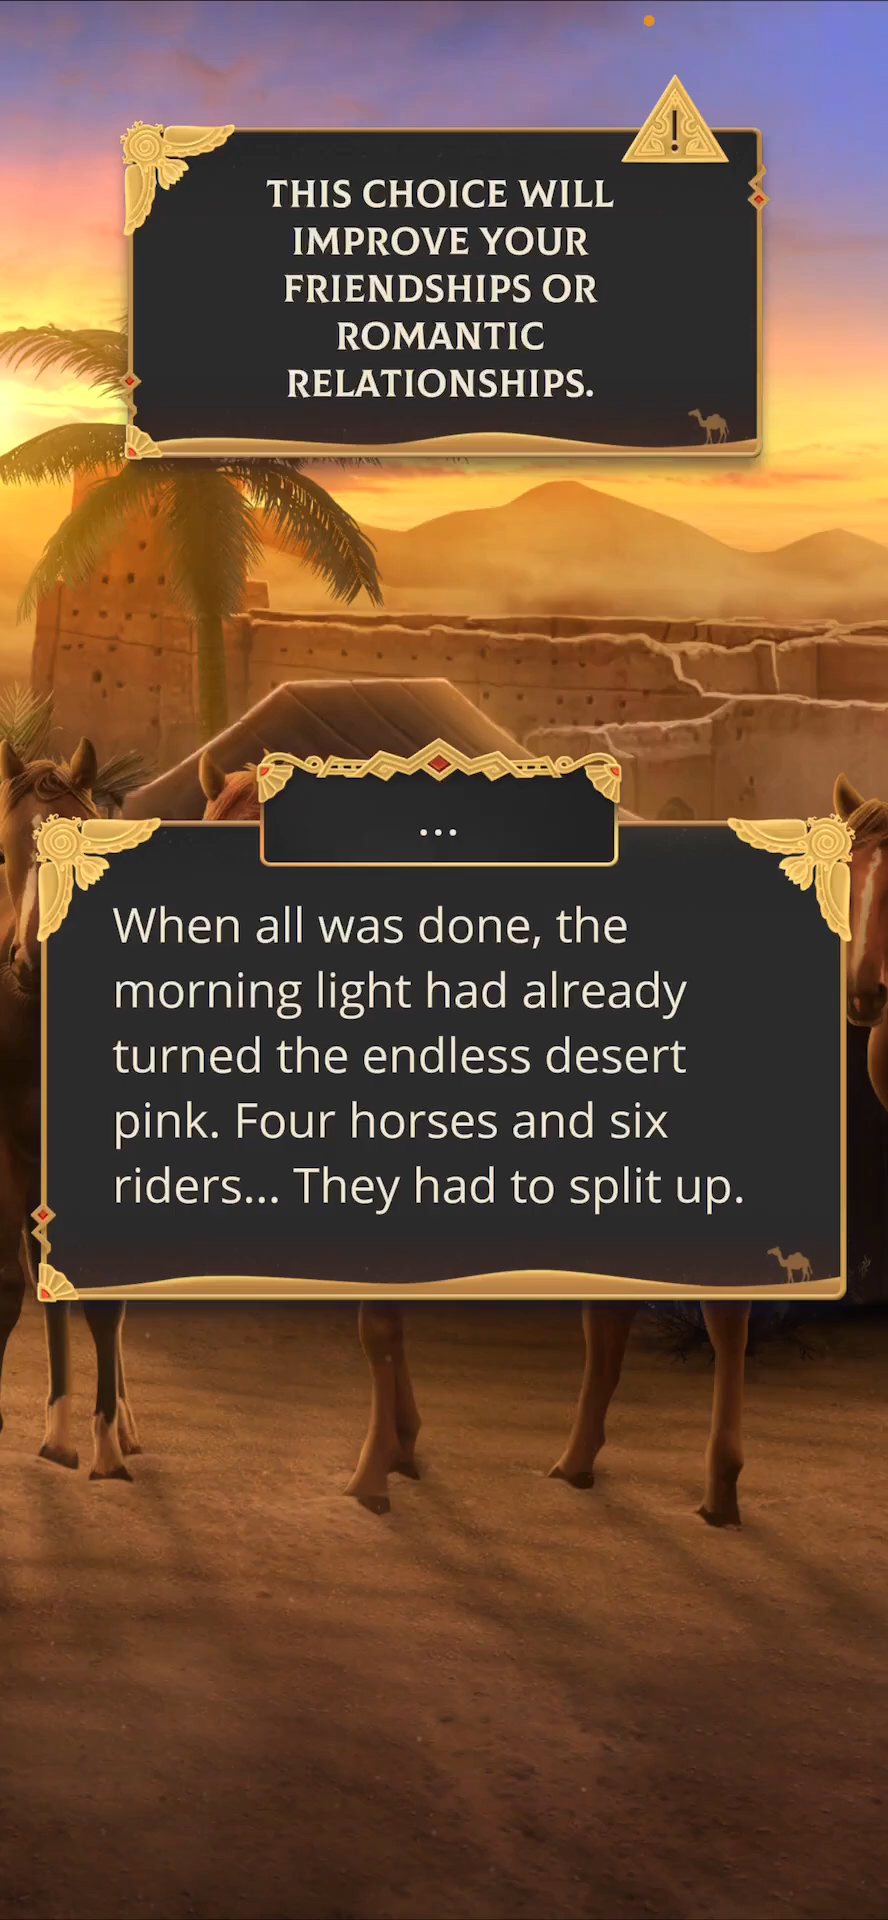 THIS CHOICE WILL
IMPROVE YOUR
FRIENDSHIPS OR
ROMANTIC
RELATIONSHIPS.
...
When all was done, the
morning light had already
turned the endless desert
pink. Four horses and six
riders... They had to split up.